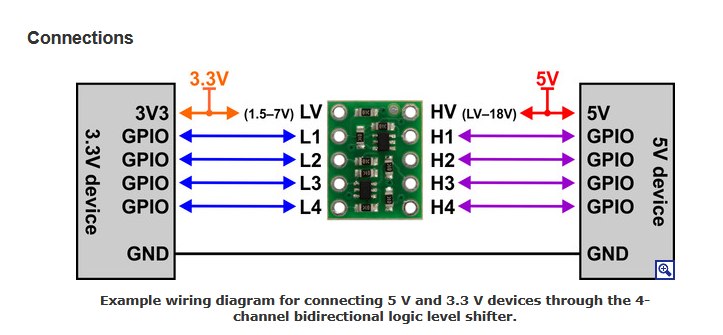 Connections
3.3V
5V
3V3 (1.5–7V) LV HV (LV–18V) 5V
GPIO L1 H1 GPIO
GPIO L2 H2 GPIO
GPIO L3 H3 GPIO
GPIO L4 H4 GPIO
3.3V device
5V device
GND GND
Example wiring diagram for connecting 5 V and 3.3 V devices through the 4-
channel bidirectional logic level shifter.